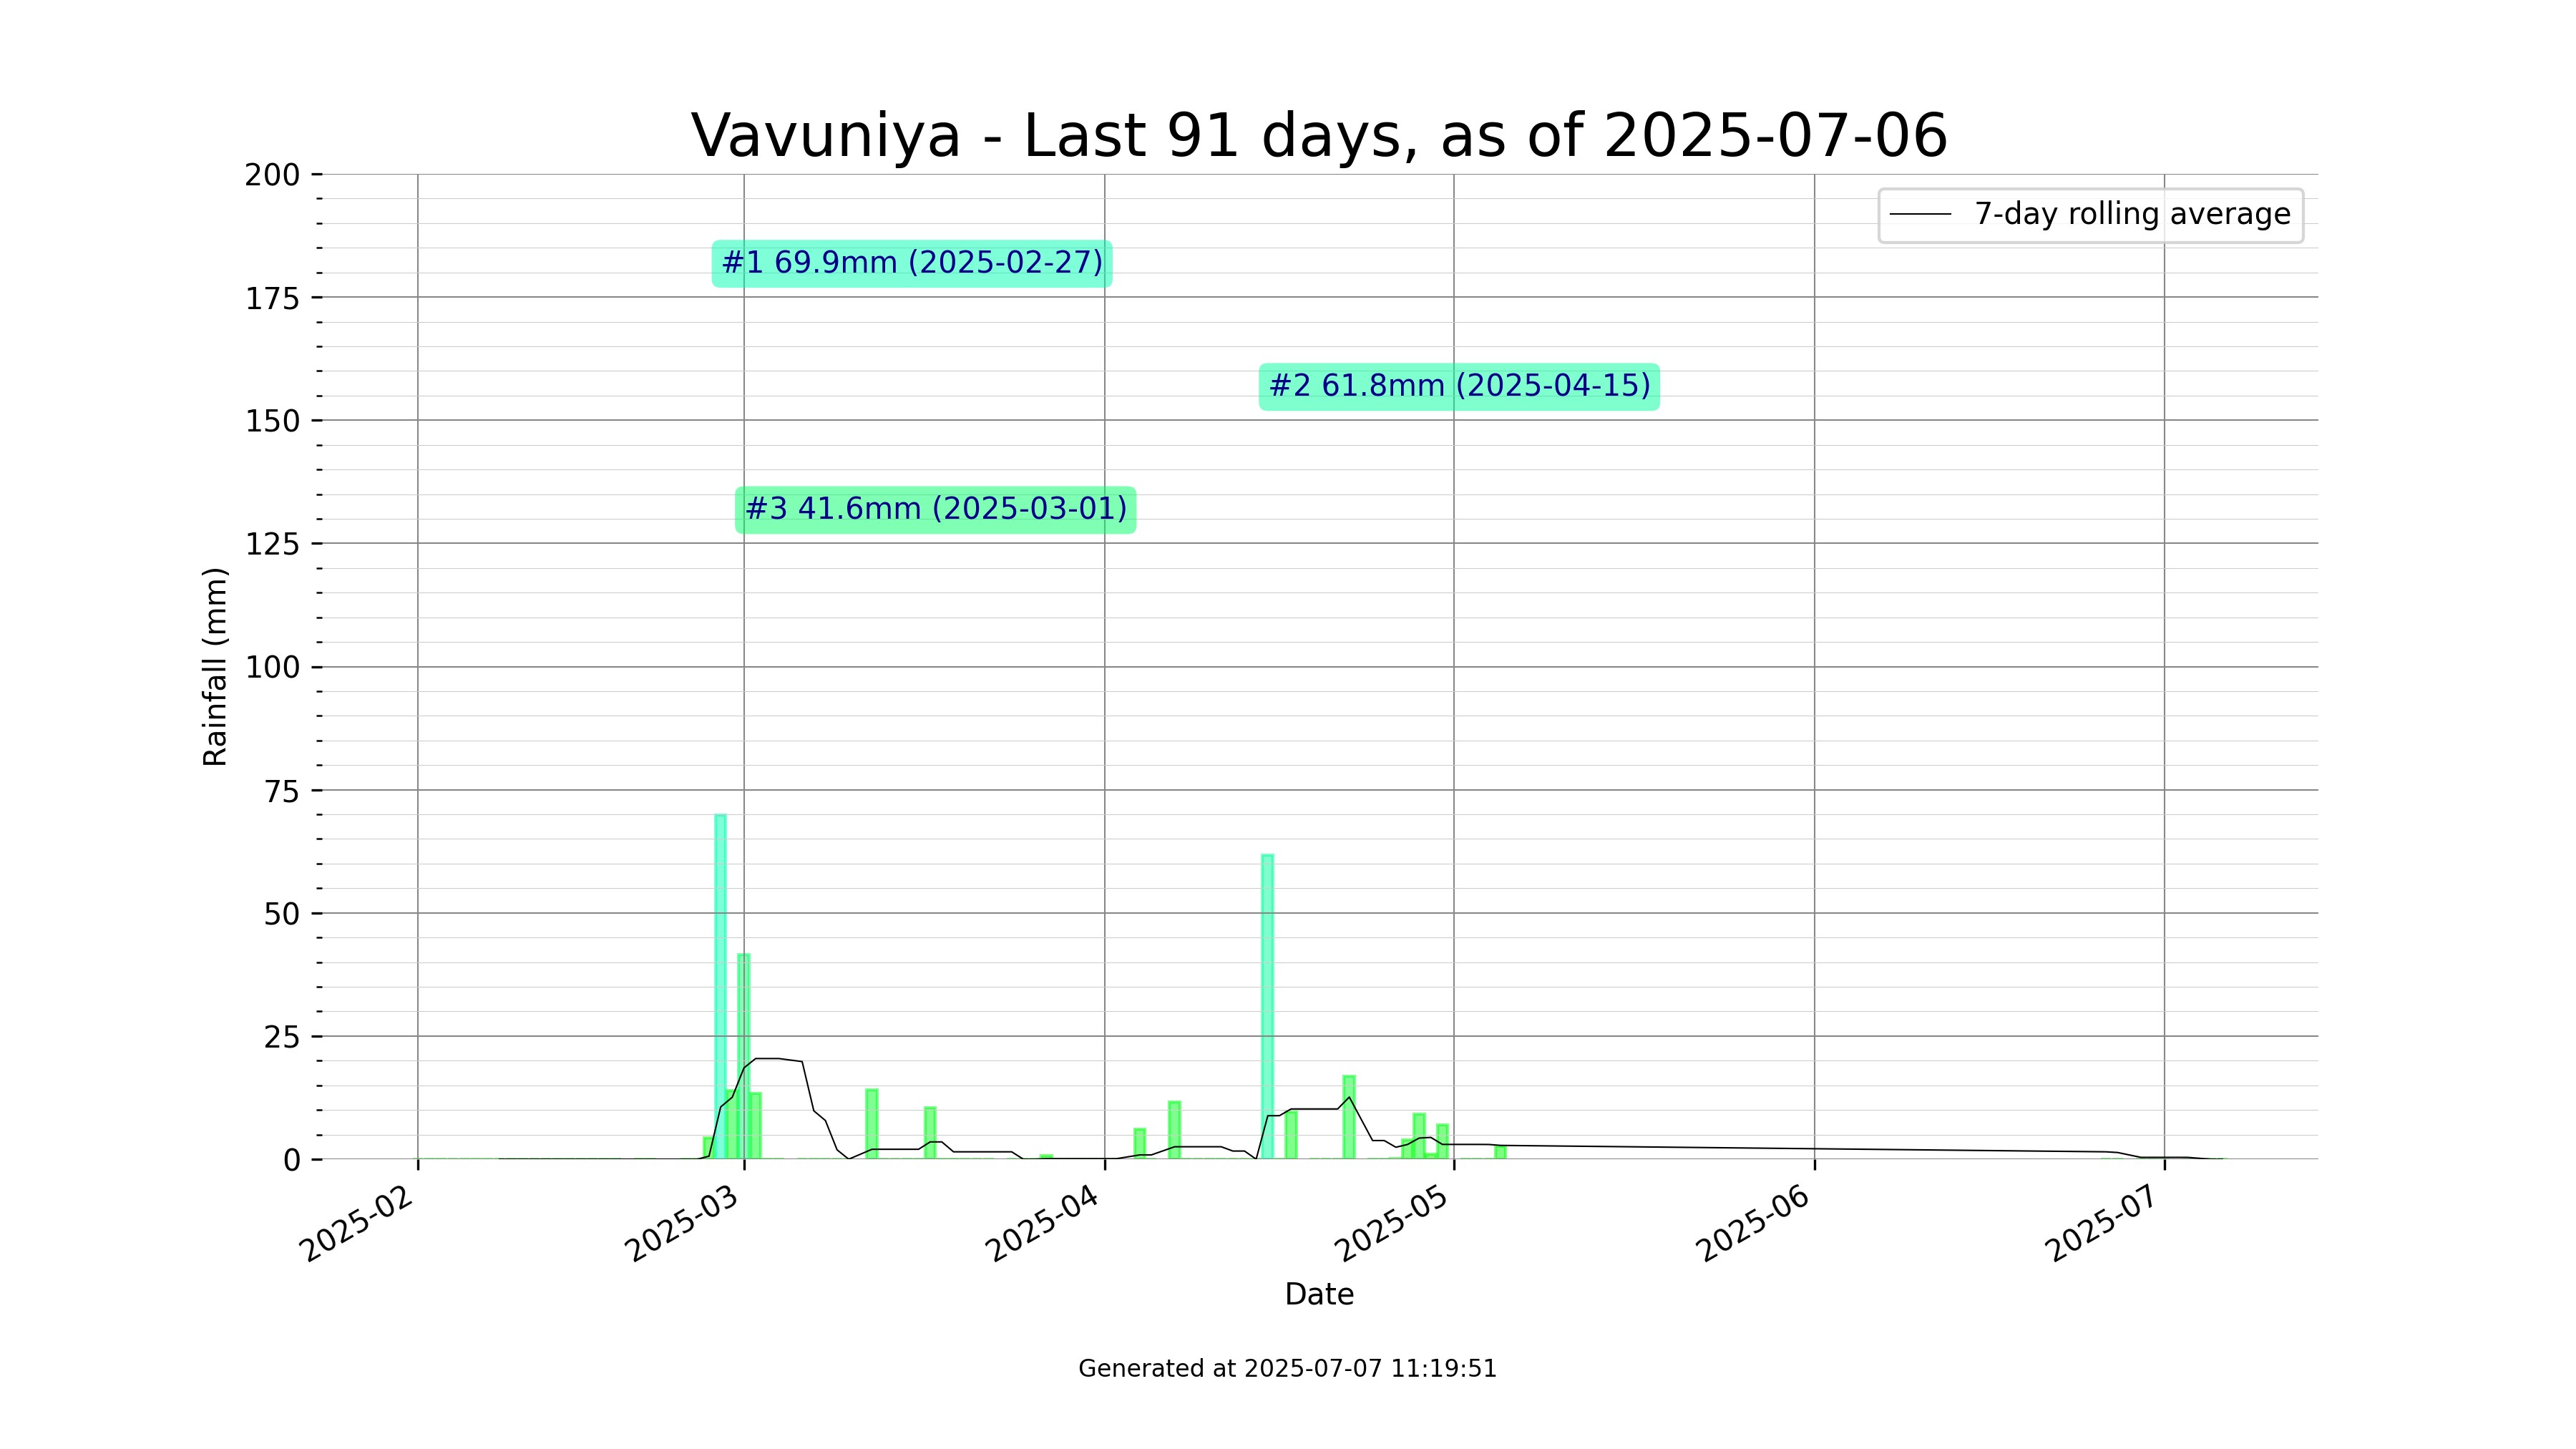 Vavuniya - Last 91 days, as of 2025-07-06
200
175
150
125
100
75
50
25
0
Rainfall (mm)
7-day rolling average
#1 69.9mm (2025-02-27)
#2 61.8mm (2025-04-15)
#3 41.6mm (2025-03-01)
2025-02
2025-03
2025-04
2025-05
2025-06
2025-07
Date
Generated at 2025-07-07 11:19:51